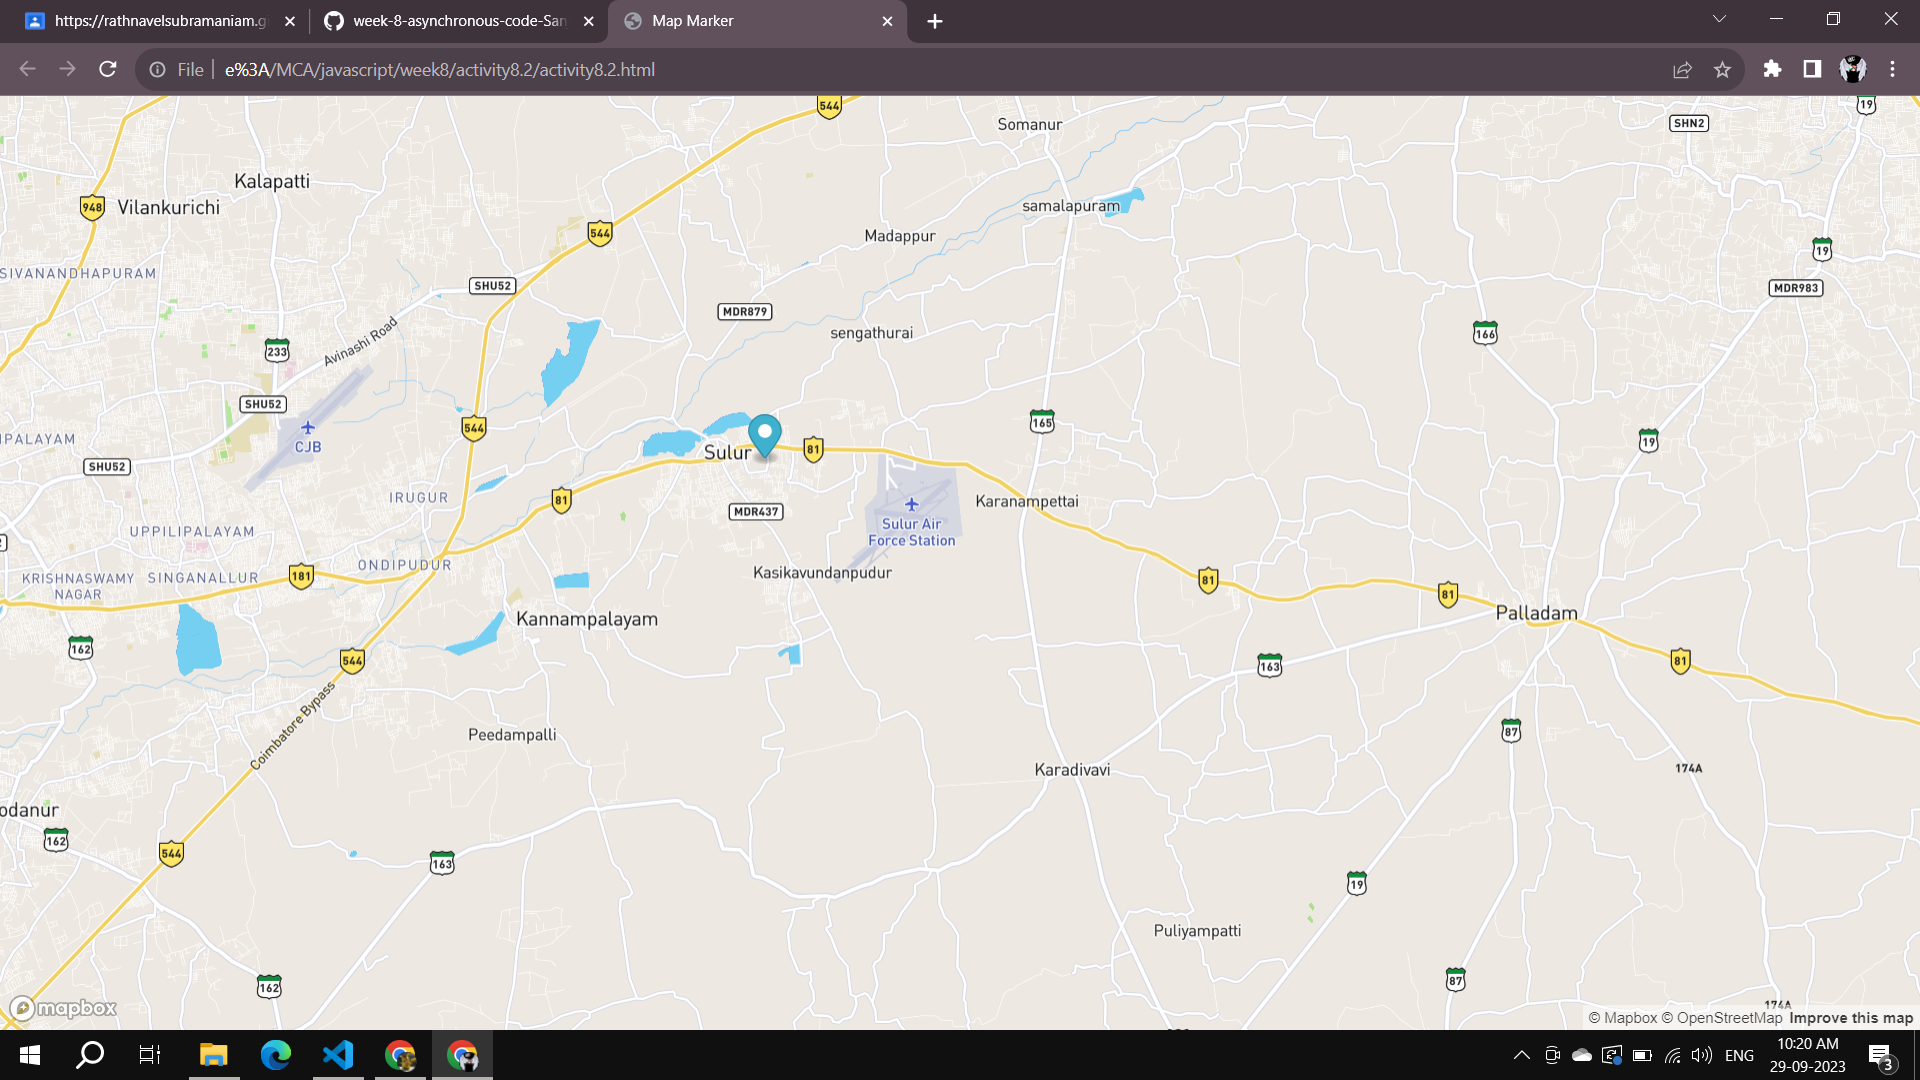 https://rathnavelsubramaniam.g
week-8-asynchronous-code-San
Map Marker
File
e%3A/MCA/javascript/week8/activity8.2/activity8.2.html
544
19
SHN2
Somanur
Kalapatti
948
Vilankurichi
samalapuram
544
Madappur
19
SIVANANDHAPURAM
SHU52
MDR983
MDR879
Avinashi Road
sengathurai
166
233
SHU52
CJB
544
165
IPALAYAM
19
SHU52
Sulur
81
IRUGUR
81
MDR437
Karanampettai
Sulur Air
Force Station
UPPILIPALAYAM
ONDIPUDUR
KRISHNASWAMY
NAGAR
SINGANALLUR
181
Kasikavundanpudur
81
81
Palladam
Kannampalayam
162
544
163
81
Coimbatore Bypass
Peedampalli
87
Karadivavi
174A
odanur
162
544
163
19
Puliyampatti
162
87
174A
mapbox
© Mapbox © OpenStreetMap Improve this map
ENG
10:20 AM
29-09-2023
3